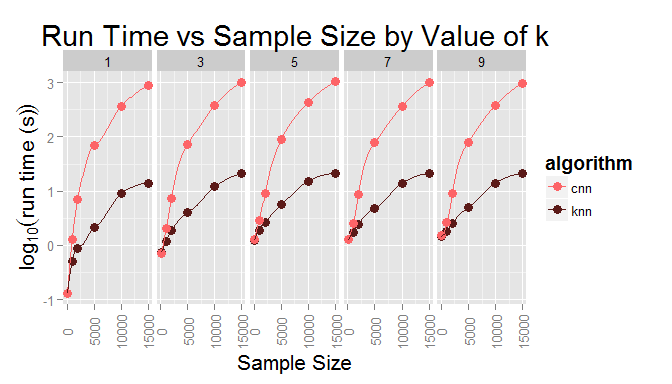 Run Time vs Sample Size by Value of k
1 3 5 7 9
log10(run time (s))
3
2
1
0
-1
0 5000 10000 15000 0 5000 10000 15000 0 5000 10000 15000 0 5000 10000 15000 0 5000 10000 15000
Sample Size
algorithm
cnn
knn